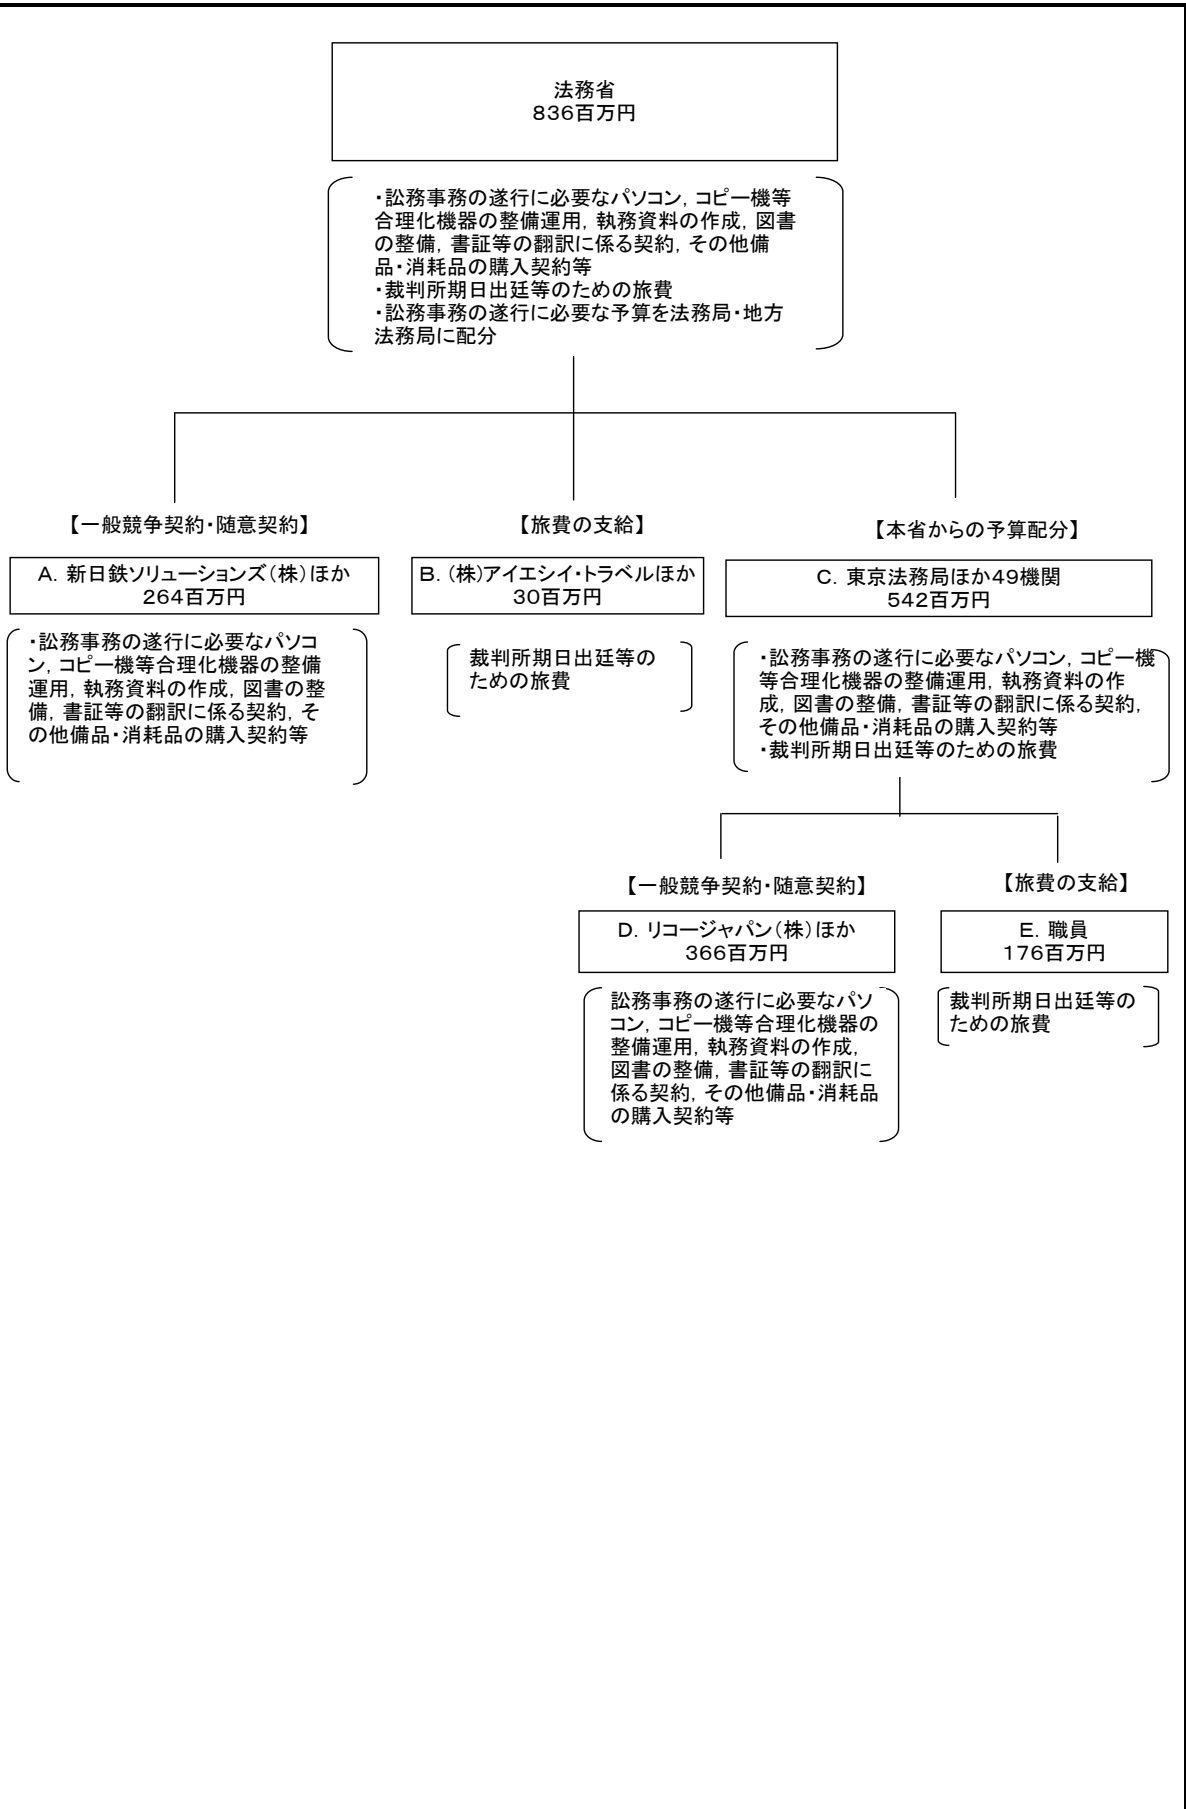 法務省
836百万円
・訟務事務の遂行に必要なパソコン，コピー機等
合理化機器の整備運用，執務資料の作成，図書
の整備，書証等の翻訳に係る契約，その他備
品・消耗品の購入契約等
・裁判所期日出廷等のための旅費
・訟務事務の遂行に必要な予算を法務局・地方
法務局に配分
【一般競争契約・随意契約】
A．新日鉄ソリューションズ（株）ほか
264百万円
・訟務事務の遂行に必要なパソコ
ン，コピー機等合理化機器の整備
運用，執務資料の作成，図書の整
備，書証等の翻訳に係る契約，そ
の他備品・消耗品の購入契約等
【旅費の支給】
B．（株）アイエシイ・トラベルほか
30百万円
裁判所期日出廷等の
ための旅費
【本省からの予算配分】
C．東京法務局ほか49機関
542百万円
・訟務事務の遂行に必要なパソコン，コピー機
等合理化機器の整備運用，執務資料の作
成，図書の整備，書証等の翻訳に係る契約，
その他備品・消耗品の購入契約等
・裁判所期日出廷等のための旅費
【一般競争契約・随意契約】
D．リコージャパン（株）ほか
366百万円
訟務事務の遂行に必要なパソ
コン，コピー機等合理化機器の
整備運用，執務資料の作成，
図書の整備，書証等の翻訳に
係る契約，その他備品・消耗品
の購入契約等
【旅費の支給】
E．職員
176百万円
裁判所期日出廷等の
ための旅費